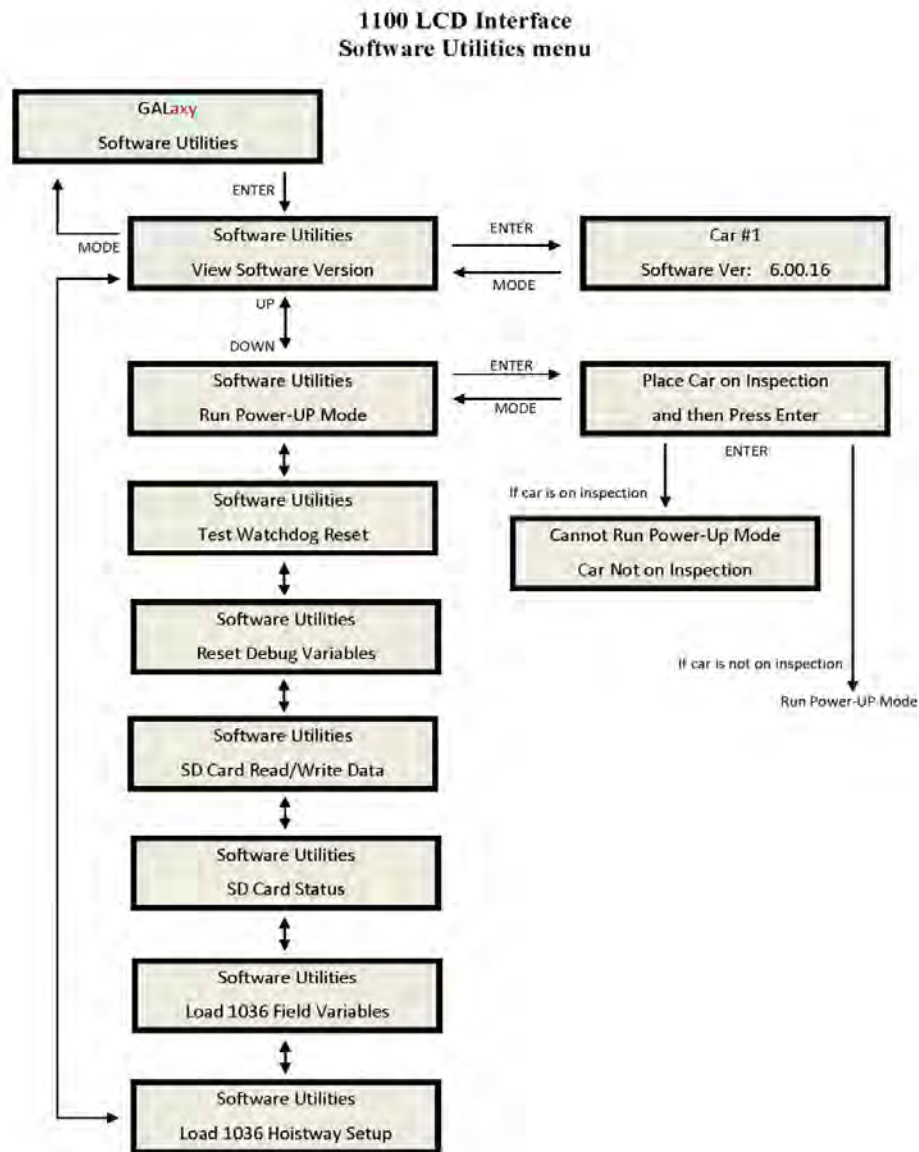 1100 LCD Interface
Software Utilities menu
GALaxy
Software Utilities
ENTER
MODE
Software Utilities
View Software Version
ENTER
MODE
Car #1
Software Ver: 6.00.16
UP
DOWN
Software Utilities
Run Power-UP Mode
ENTER
MODE
Place Car on Inspection
and then Press Enter
ENTER
If car is on inspection
Cannot Run Power-Up Mode
Car Not on Inspection
If car is not on inspection
Run Power-UP Mode
Software Utilities
Test Watchdog Reset
Software Utilities
Reset Debug Variables
Software Utilities
SD Card Read/Write Data
Software Utilities
SD Card Status
Software Utilities
Load 1036 Field Variables
Software Utilities
Load 1036 Hoistway Setup